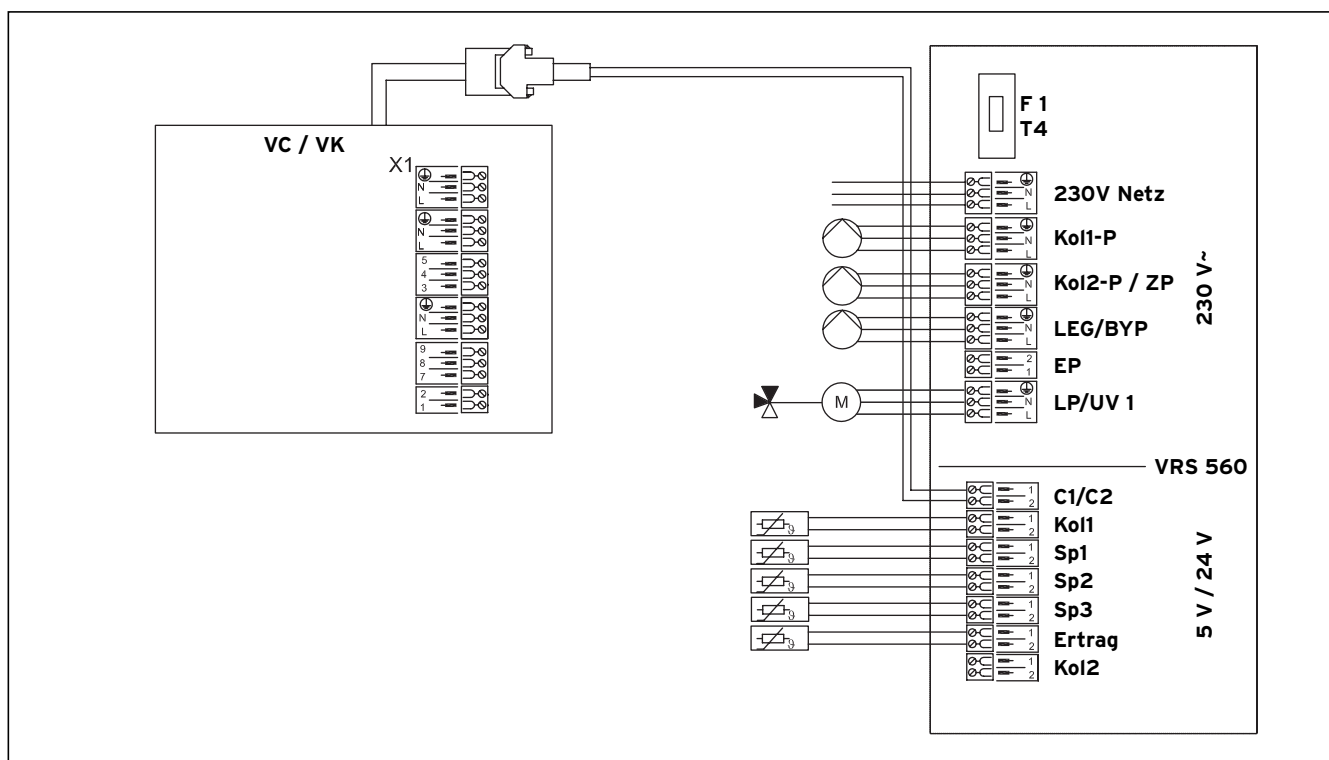 VC / VK
X1
N
L
N
L
5
4
3
N
L
9
8
7
2
1
F 1
T4
N
L
230V Netz
N
L
Kol1-P
N
L
Kol2-P / ZP
N
L
LEG/BYP
2
1
EP
M
N
L
LP/UV 1
230 V~
VRS 560
1
2
C1/C2
ϑ
1
2
Kol1
ϑ
1
2
Sp1
ϑ
1
2
Sp2
ϑ
1
2
Sp3
ϑ
1
2
Ertrag
1
2
Kol2
5 V / 24 V